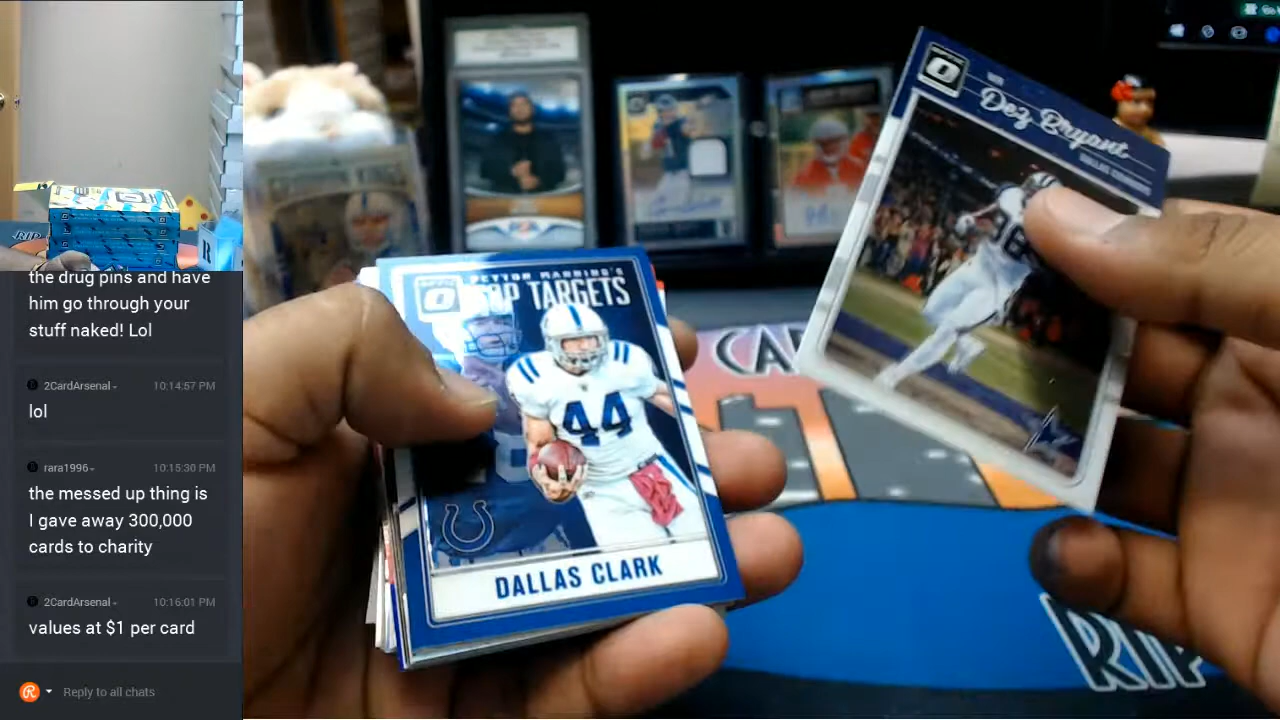 the drug pins and have
him go through your
stuff naked! Lol
2CardArsenal
10:14:57 PM
lol
rara1996
10:15:30 PM
the messed up thing is
I gave away 300,000
cards to charity
2CardArsenal
10:16:01 PM
values at $1 per card
Reply to all chats
PEYTON MANNING'S
TOP TARGETS
44
DALLAS CLARK
WR
Dez Bryant
DALLAS COWBOYS
88
RIP